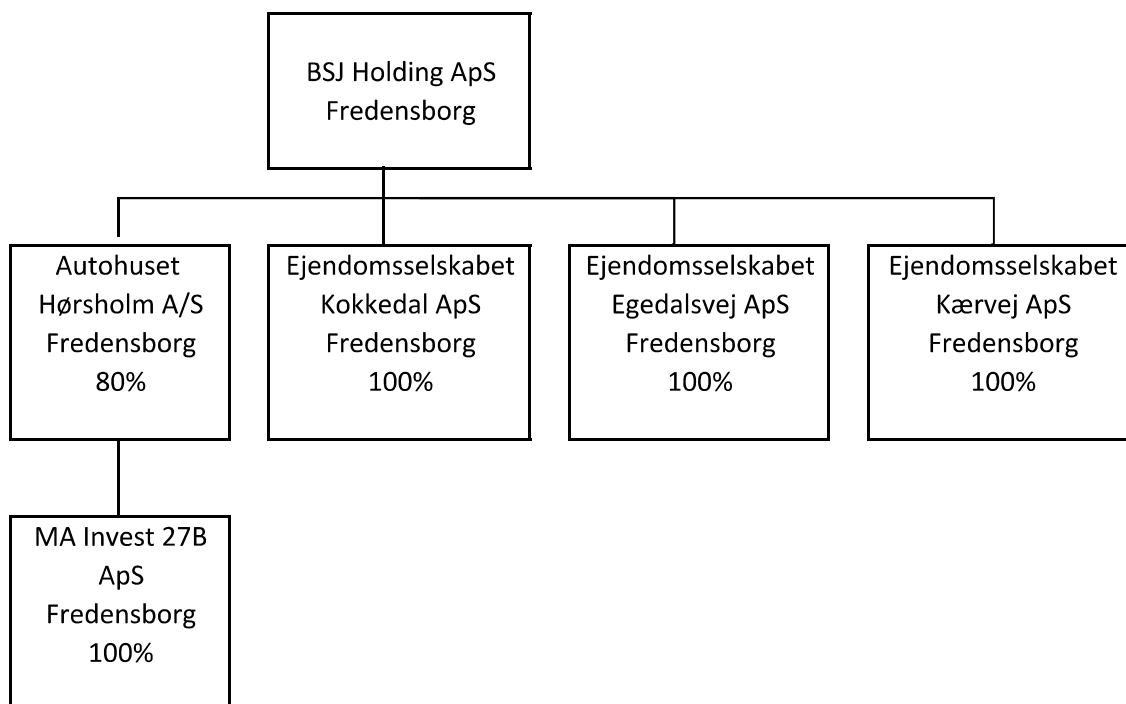 BSJ Holding ApS
Fredensborg
Autohuset
Hørsholm A/S
Fredensborg
80%
Ejendomsselskabet
Kokkedal ApS
Fredensborg
100%
Ejendomsselskabet
Egedalsvej ApS
Fredensborg
100%
Ejendomsselskabet
Kærvej ApS
Fredensborg
100%
MA Invest 27B
ApS
Fredensborg
100%